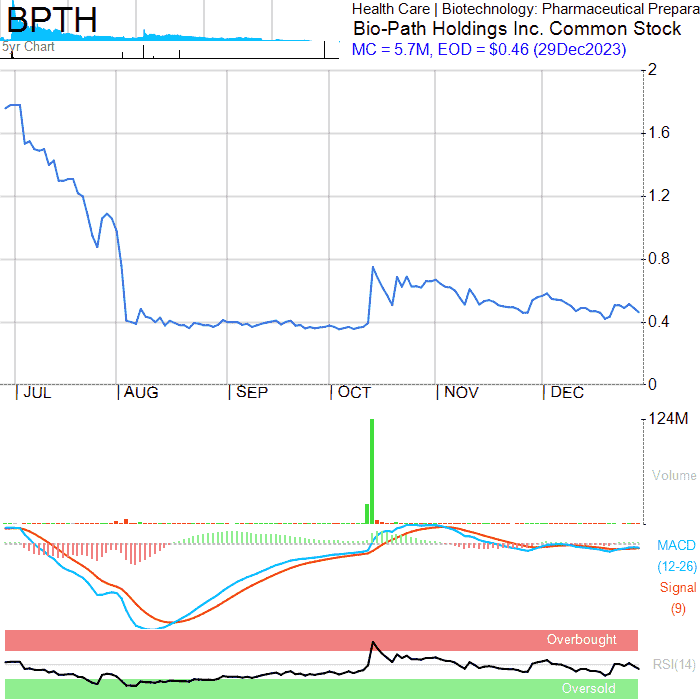 BPTH
5yr Chart
Health Care | Biotechnology: Pharmaceutical Prepara
Bio-Path Holdings Inc. Common Stock
MC = 5.7M, EOD = $0.46 (29Dec2023)
2
1.6
1.2
0.8
0.4
0
JUL AUG SEP OCT NOV DEC
124M
Volume
MACD
(12-26)
Signal
(9)
Overbought
RSI(14)
Oversold